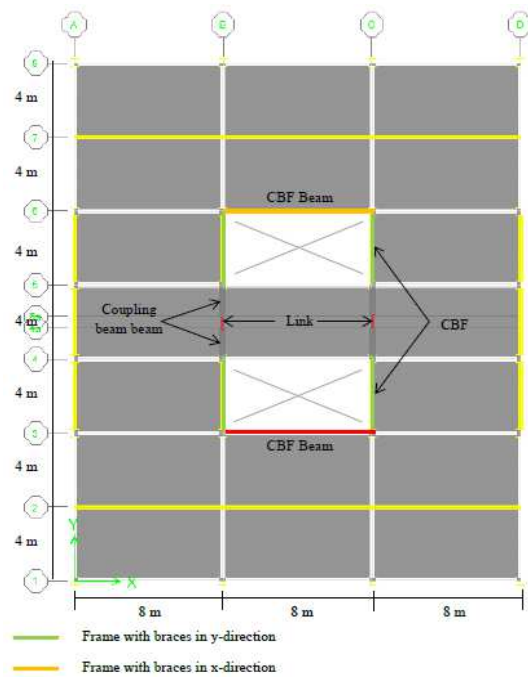 A B C D
8
4 m
7
4 m
CBF Beam
6
4 m
5
Coupling
beam beam
4 m
Link
CBF
4
4 m
3
CBF Beam
4 m
2
Y
4 m
1
X
8 m 8 m 8 m
Frame with braces in y-direction
Frame with braces in x-direction